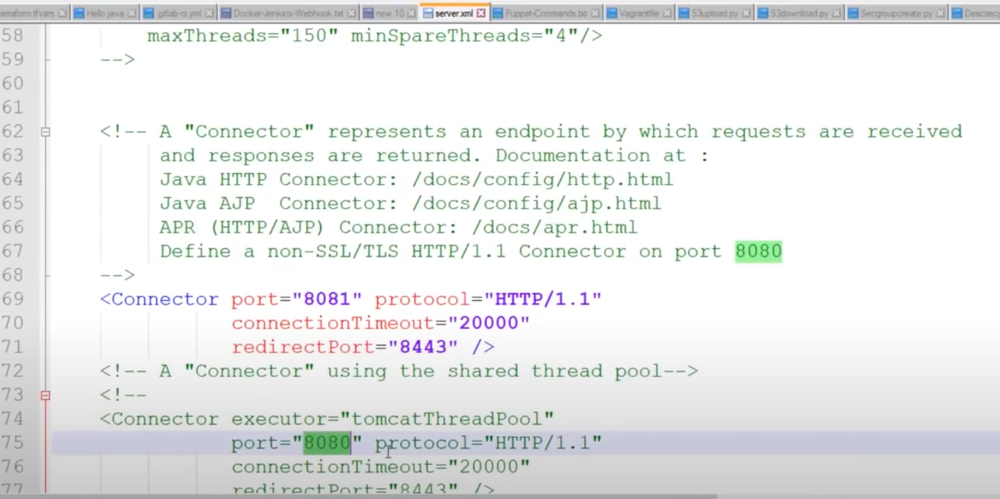 erraform.tfvars Hello.java gitlab-ci.yml Docker-Jenkins-Webhook.txt new 10 server.xml Puppet-Commands.txt Vagrantfile S3upload.py S3download.py Secgroupcreate.py Descsec
58 maxThreads="150" minSpareThreads="4"/>
59 -->
60
61
62 <!-- A "Connector" represents an endpoint by which requests are received
63 and responses are returned. Documentation at :
64 Java HTTP Connector: /docs/config/http.html
65 Java AJP  Connector: /docs/config/ajp.html
66 APR (HTTP/AJP) Connector: /docs/apr.html
67 Define a non-SSL/TLS HTTP/1.1 Connector on port 8080
68 -->
69 <Connector port="8081" protocol="HTTP/1.1"
70 connectionTimeout="20000"
71 redirectPort="8443" />
72 <!-- A "Connector" using the shared thread pool-->
73 <!--
74 <Connector executor="tomcatThreadPool"
75 port="8080" protocol="HTTP/1.1"
76 connectionTimeout="20000"
77 redirectPort="8443" />